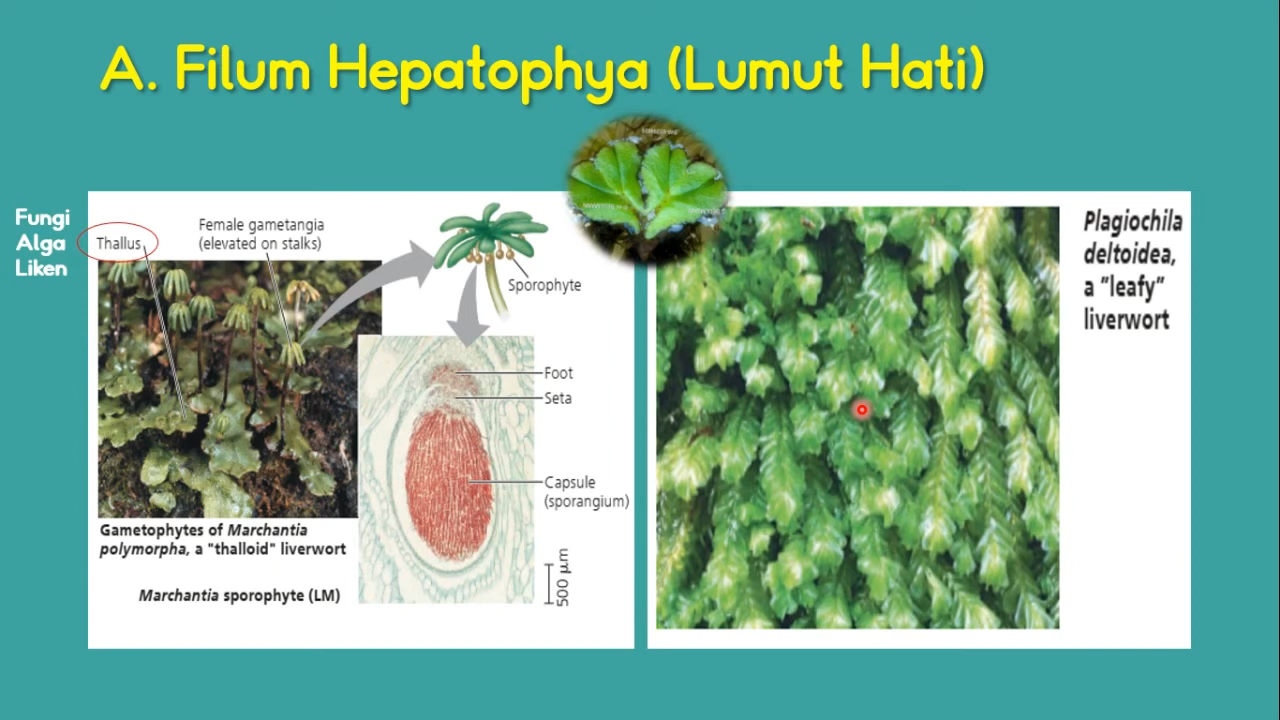 A. Filum Hepatophya (Lumut Hati)
Fungi
Alga
Liken
Thallus
Female gametangia
(elevated on stalks)
Sporophyte
Foot
Seta
Capsule
(sporangium)
500 μm
Gametophytes of Marchantia
polymorpha, a "thalloid" liverwort
Marchantia sporophyte (LM)
Plagiochila
deltoidea,
a "leafy"
liverwort